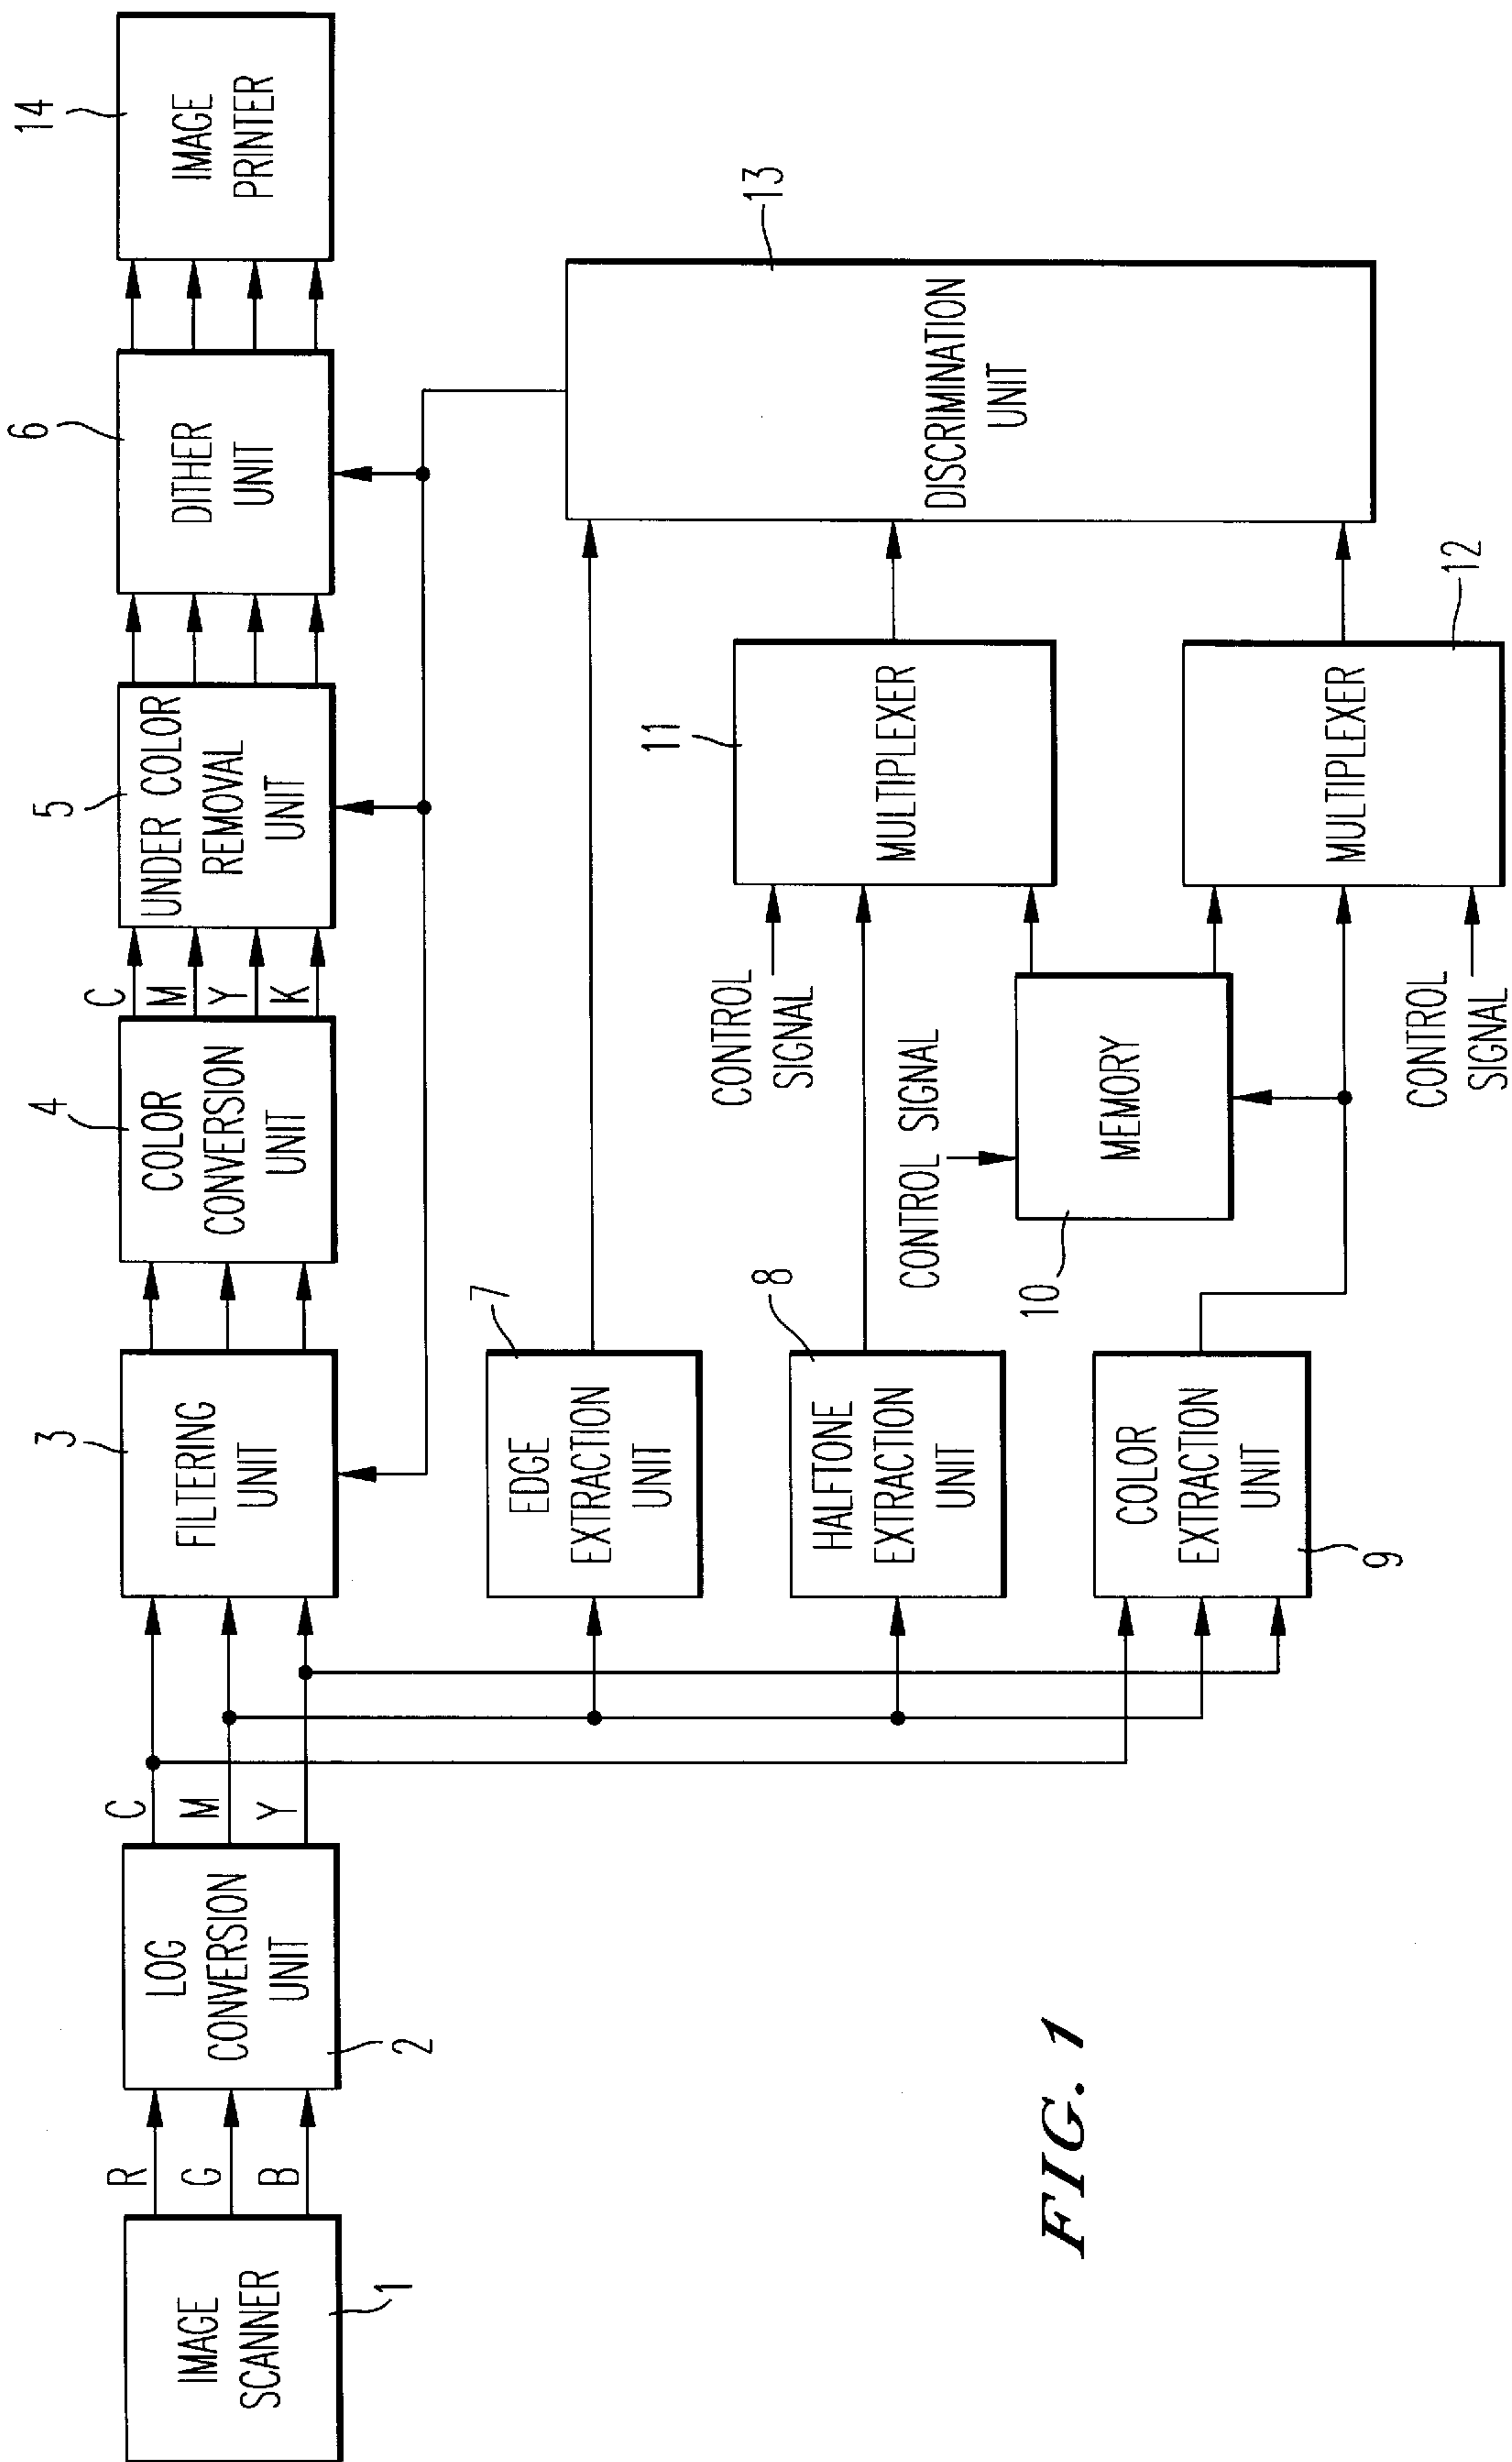 IMAGE
SCANNER
1
R
G
B
LOG
CONVERSION
UNIT
2
C
M
Y
FILTERING
UNIT
3
COLOR
CONVERSION
UNIT
4
C
M
Y
K
UNDER COLOR
REMOVAL
UNIT
5
DITHER
UNIT
6
IMAGE
PRINTER
14
EDGE
EXTRACTION
UNIT
7
HALFTONE
EXTRACTION
UNIT
8
COLOR
EXTRACTION
UNIT
9
CONTROL SIGNAL
MEMORY
10
CONTROL
SIGNAL
MULTIPLEXER
11
CONTROL
SIGNAL
MULTIPLEXER
12
DISCRIMINATION
UNIT
13
FIG. 1